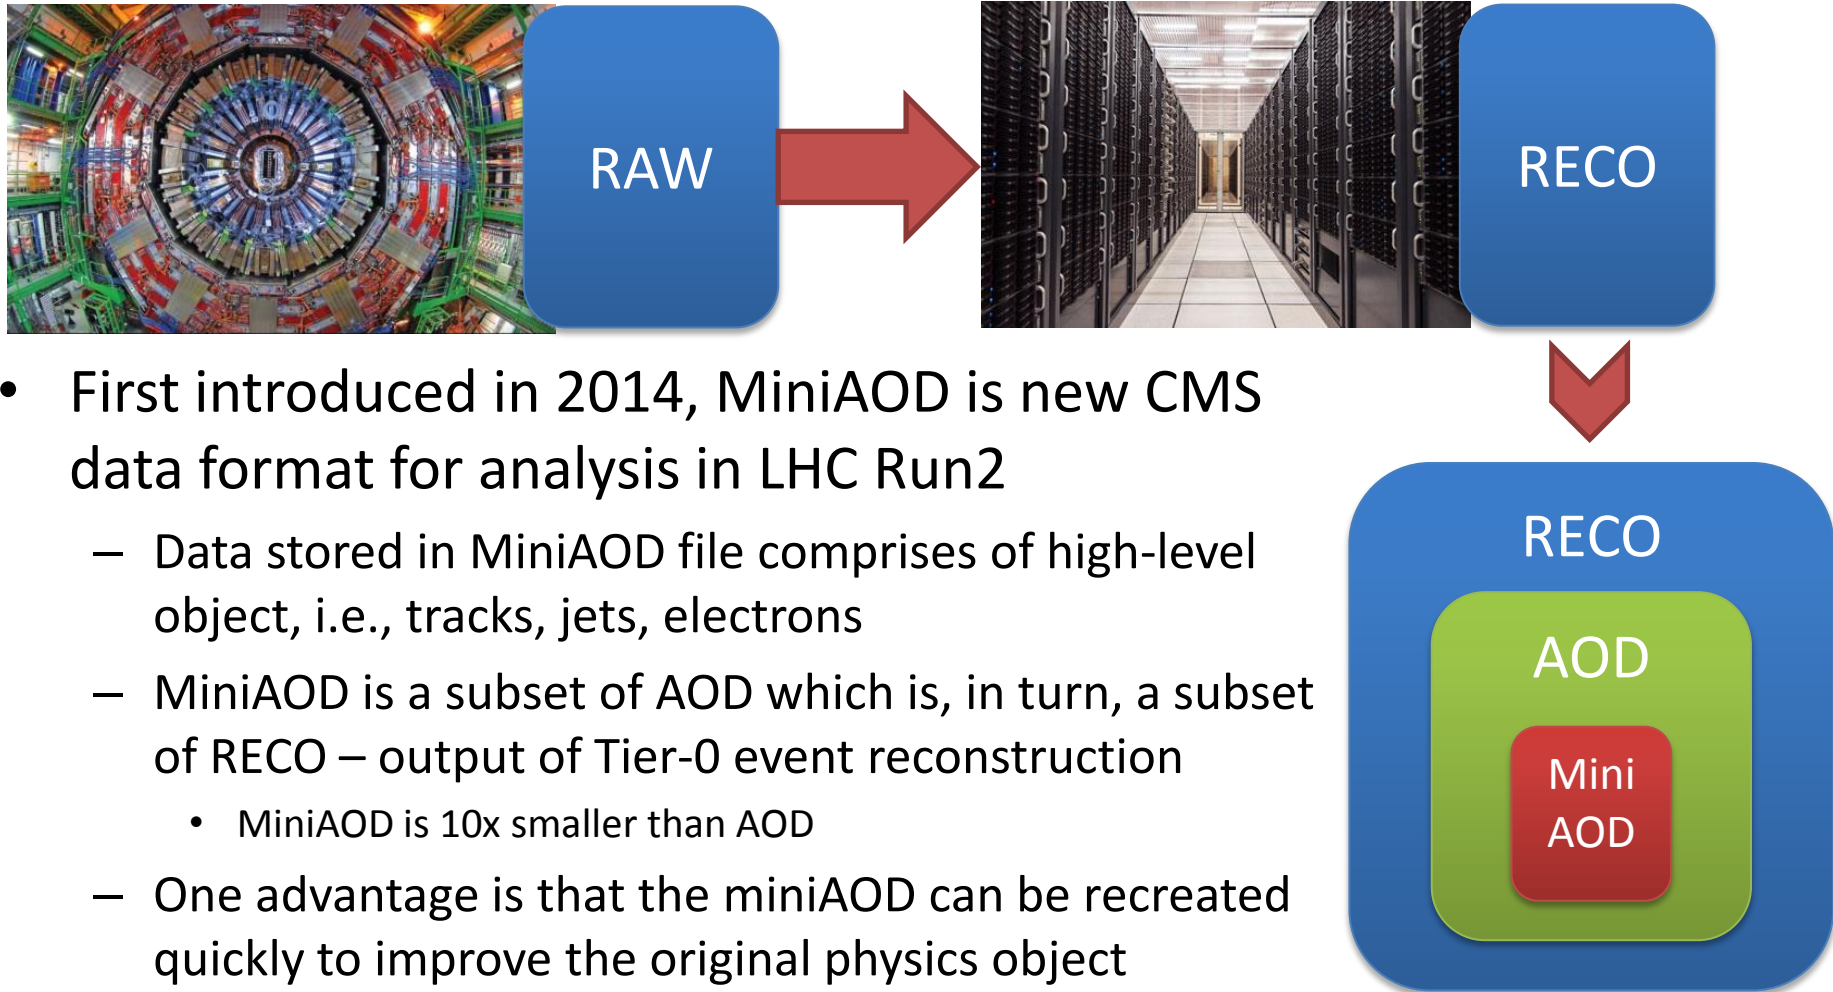 RAW
RECO
• First introduced in 2014, MiniAOD is new CMS
data format for analysis in LHC Run2
– Data stored in MiniAOD file comprises of high-level
object, i.e., tracks, jets, electrons
– MiniAOD is a subset of AOD which is, in turn, a subset
of RECO – output of Tier-0 event reconstruction
• MiniAOD is 10x smaller than AOD
– One advantage is that the miniAOD can be recreated
quickly to improve the original physics object
RECO
AOD
Mini
AOD